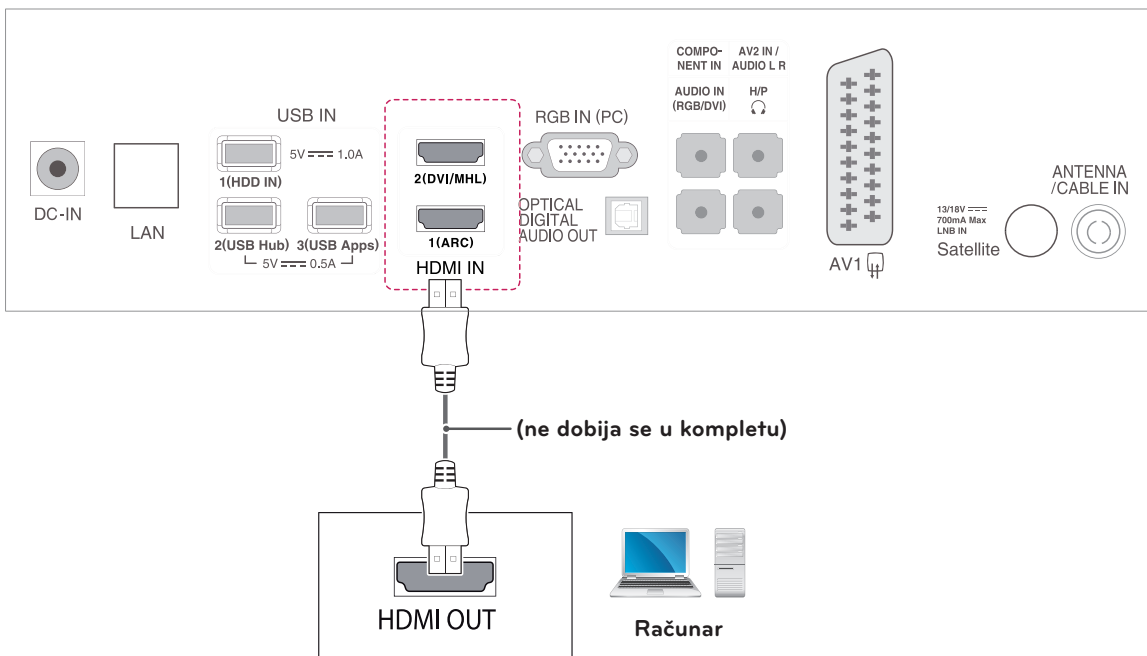 DC-IN
LAN
USB IN
5V ⎓ 1.0A
1(HDD IN)
2(USB Hub) 3(USB Apps)
5V ⎓ 0.5A
2(DVI/MHL)
1(ARC)
HDMI IN
RGB IN (PC)
OPTICAL
DIGITAL
AUDIO OUT
COMPO-
NENT IN
AV2 IN /
AUDIO L R
AUDIO IN
(RGB/DVI)
H/P
AV1
13/18V ⎓
700mA Max
LNB IN
Satellite
ANTENNA
/CABLE IN
(ne dobija se u kompletu)
HDMI OUT
Računar